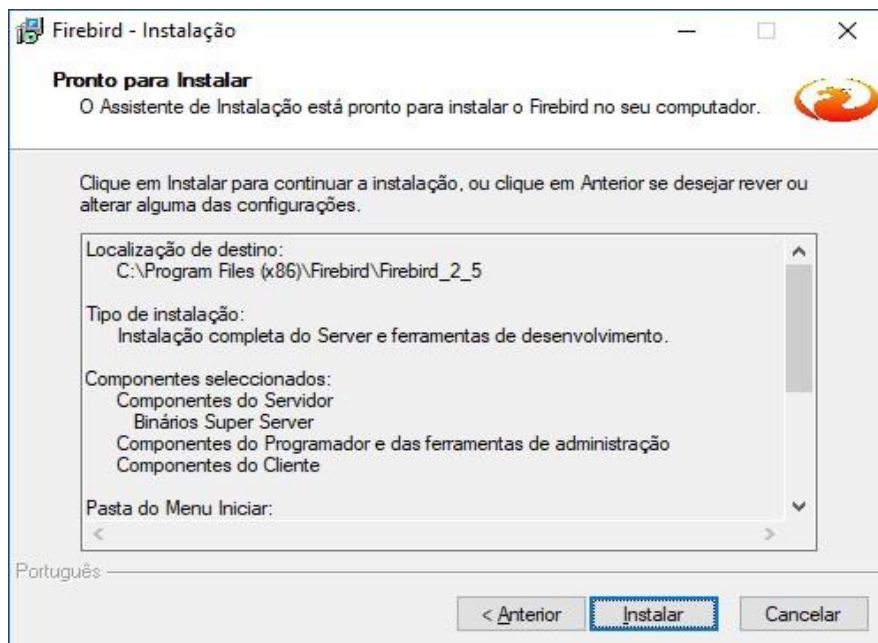 Firebird - Instalação
Pronto para Instalar
O Assistente de Instalação está pronto para instalar o Firebird no seu computador.
Clique em Instalar para continuar a instalação, ou clique em Anterior se desejar rever ou
alterar alguma das configurações.
Localização de destino:
C:\Program Files (x86)\Firebird\Firebird_2_5
Tipo de instalação:
Instalação completa do Server e ferramentas de desenvolvimento.
Componentes seleccionados:
Componentes do Servidor
Binários Super Server
Componentes do Programador e das ferramentas de administração
Componentes do Cliente
Pasta do Menu Iniciar:
Português
< Anterior
Instalar
Cancelar